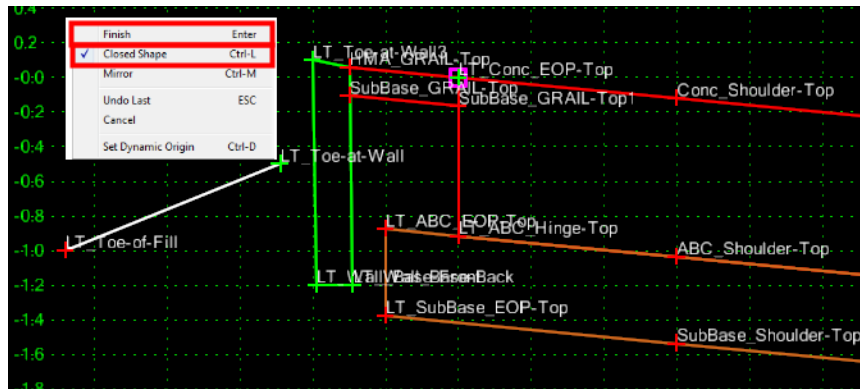 0.4
0.2
-0.0
-0.2
-0.4
-0.6
-0.8
-1.0
-1.2
-1.4
-1.6
-1.8
Finish Enter
✓ Closed Shape Ctrl-L
Mirror Ctrl-M
Undo Last ESC
Cancel
Set Dynamic Origin Ctrl-D
LT_Toe-at-Wall3
HMA_GRAIL-Top
LT_Conc_EOP-Top
SubBase_GRAIL-Top
SubBase_GRAIL-Top1
Conc_Shoulder-Top
LT_Toe-at-Wall
LT_Toe-of-Fill
LT_ABC_EOP-Top
LT_ABC_Hinge-Top
ABC_Shoulder-Top
LT_SubBase_EOP-Top
SubBase_Shoulder-Top